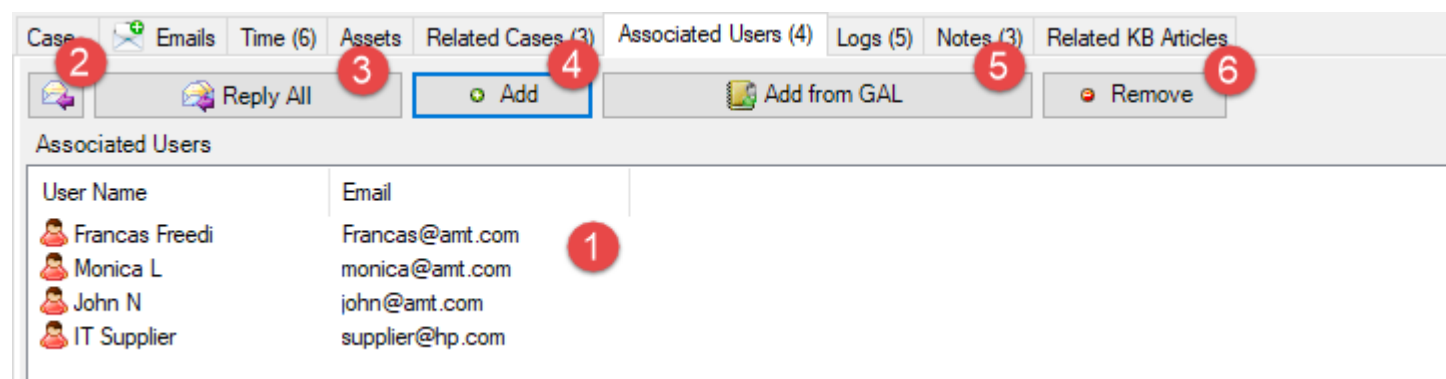 Case Emails Time (6) Assets Related Cases (3) Associated Users (4) Logs (5) Notes (3) Related KB Articles
2 3 4 5 6
Reply All Add Add from GAL Remove
Associated Users
User Name Email
Francas Freedi Francas@amt.com 1
Monica L monica@amt.com
John N john@amt.com
IT Supplier supplier@hp.com